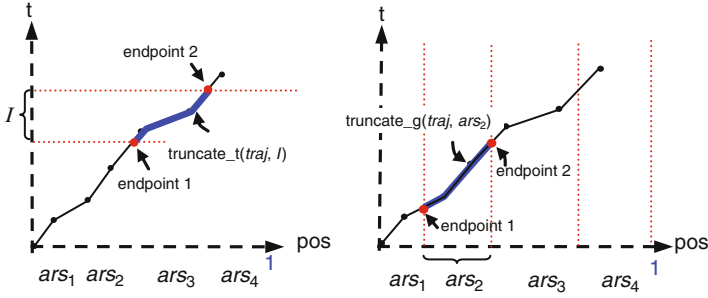 t
endpoint 2
I
truncate_t(traj, I)
endpoint 1
pos
1
ars1 ars2 ars3 ars4
t
truncate_g(traj, ars2)
endpoint 2
endpoint 1
pos
1
ars1 ars2 ars3 ars4